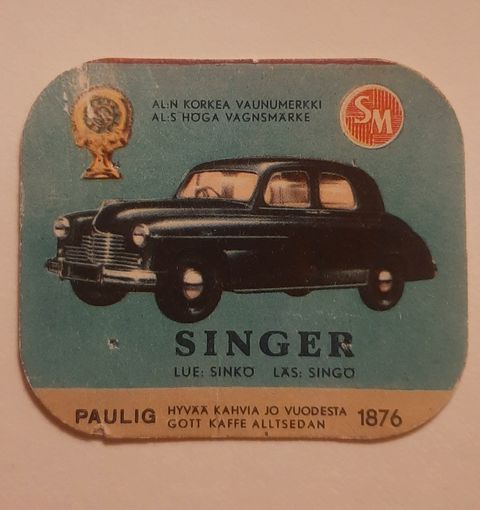 AL:N KORKEA VAUNUMERKKI
AL:S HÖGA VAGNSMÄRKE
SM
SINGER
LUE: SINKÖ LÄS: SINGÖ
PAULIG HYVÄÄ KAHVIA JO VUODESTA 1876
GOTT KAFFE ALLTSEDAN